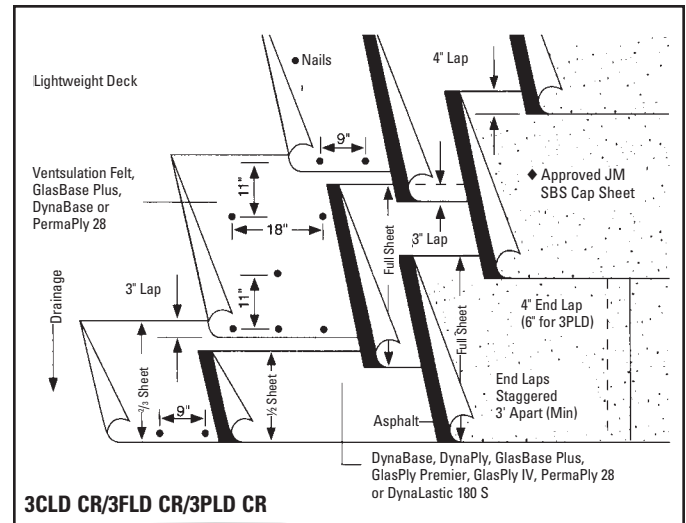 ● Nails
4" Lap
Lightweight Deck
9"
11"
Ventsulation Felt,
GlasBase Plus,
DynaBase or
PermaPly 28
◆ Approved JM
SBS Cap Sheet
18"
Full Sheet
3" Lap
Drainage
3" Lap
11"
Full Sheet
4" End Lap
(6" for 3PLD)
2/3 Sheet
9"
½ Sheet
End Laps
Staggered
3' Apart (Min)
Asphalt
DynaBase, DynaPly, GlasBase Plus,
GlasPly Premier, GlasPly IV, PermaPly 28
or DynaLastic 180 S
3CLD CR/3FLD CR/3PLD CR